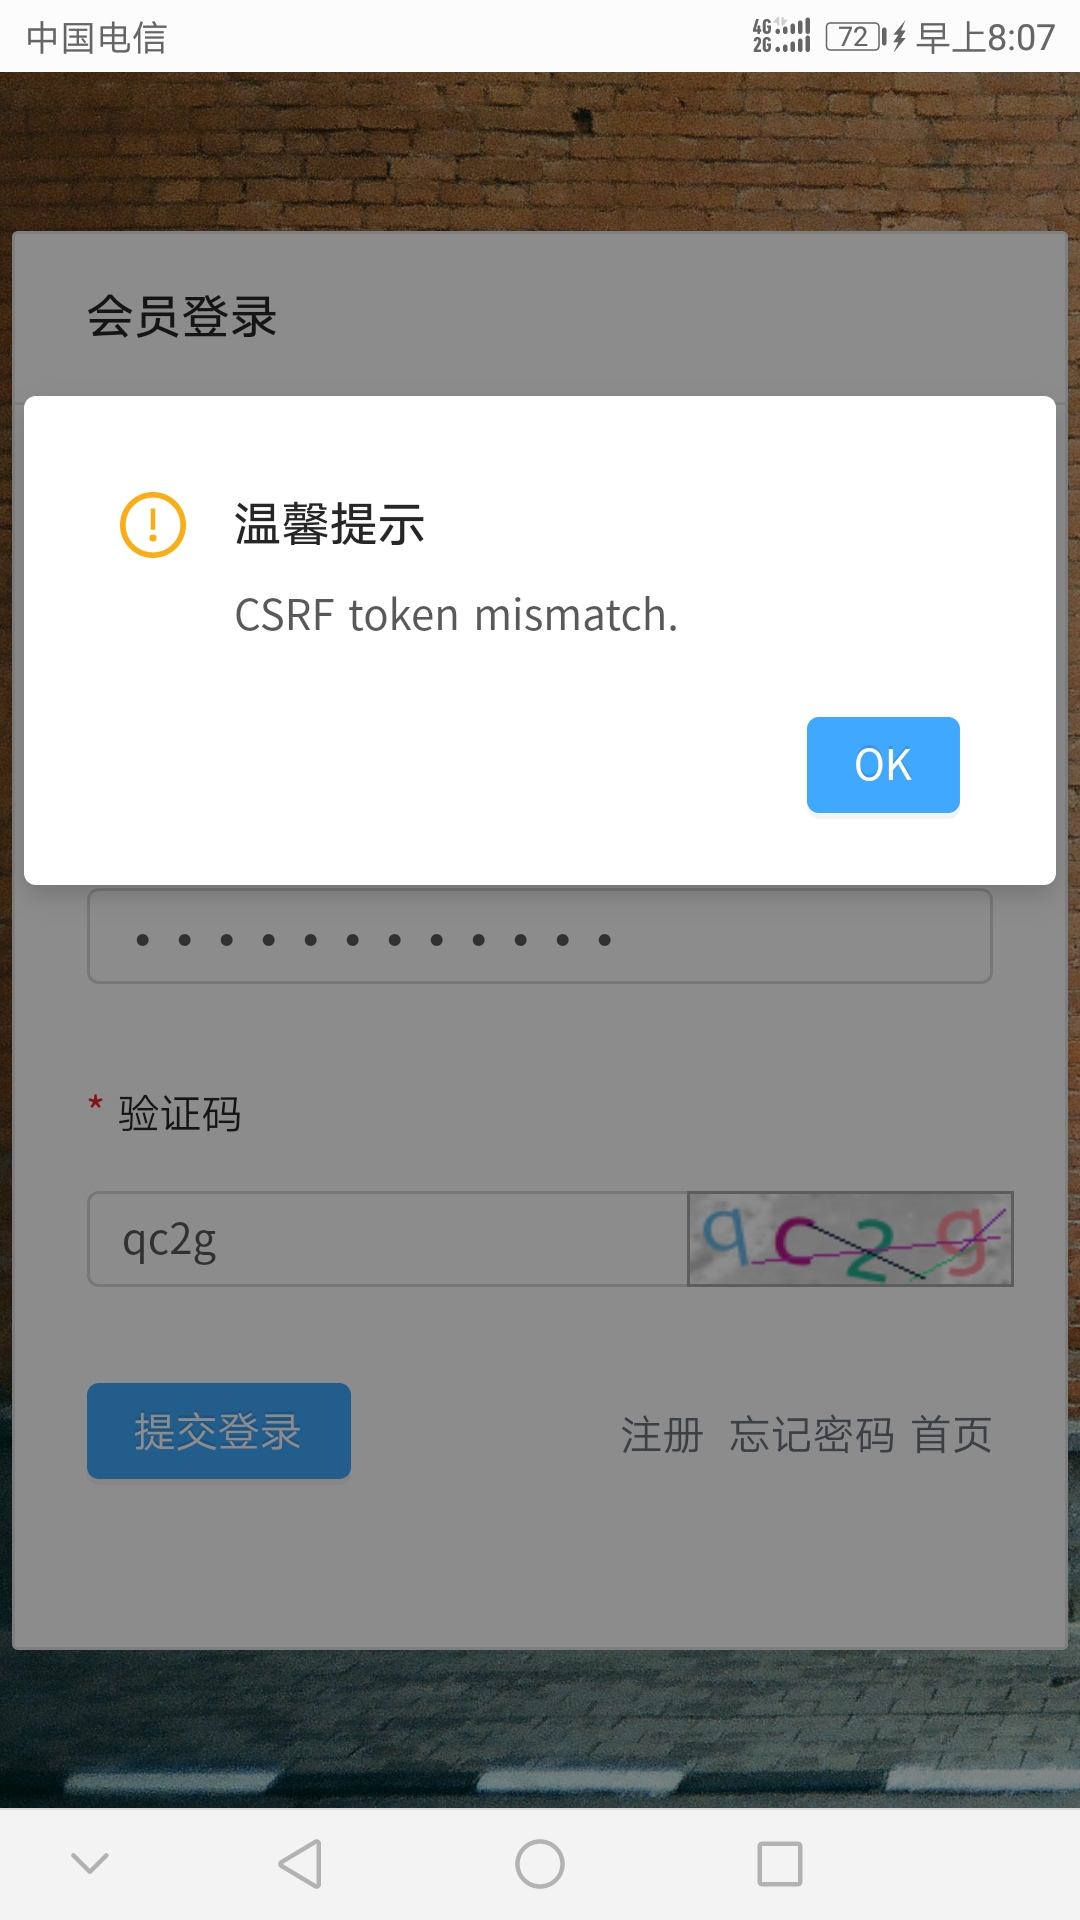 中国电信
4G
2G
72
早上8:07
会员登录
温馨提示
CSRF token mismatch.
OK
* 验证码
qc2g
qc2g
提交登录
注册 忘记密码 首页